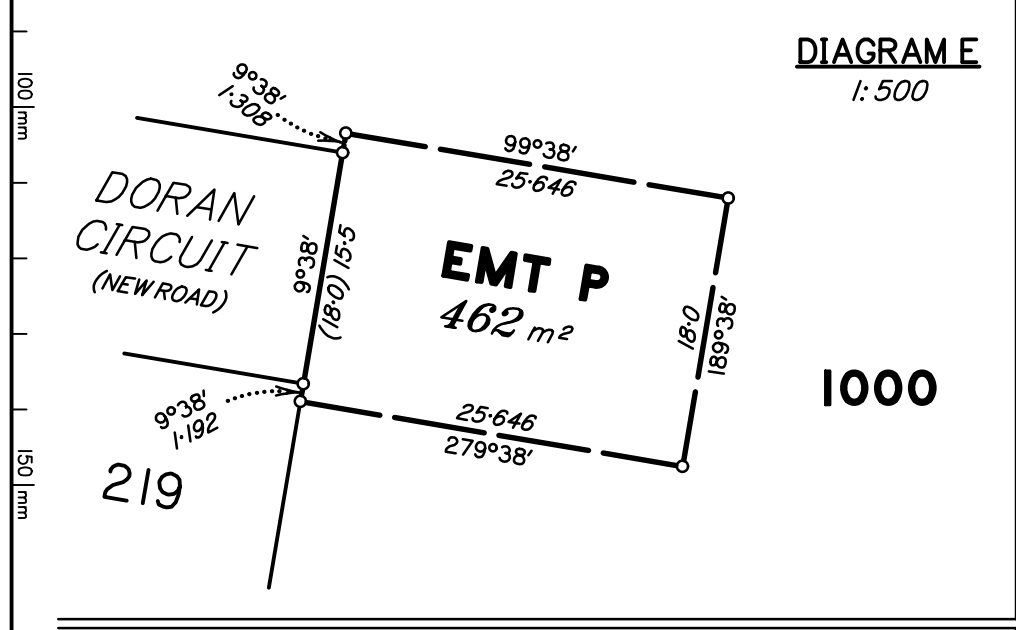 DIAGRAM E
1:500
100 mm
150 mm
9°38'
1·308
99°38'
25·646
DORAN
CIRCUIT
(NEW ROAD)
9°38'
(18·0) 15·5
EMT P
462 m²
18·0
189°38'
1000
9°38'
1·192
25·646
279°38'
219